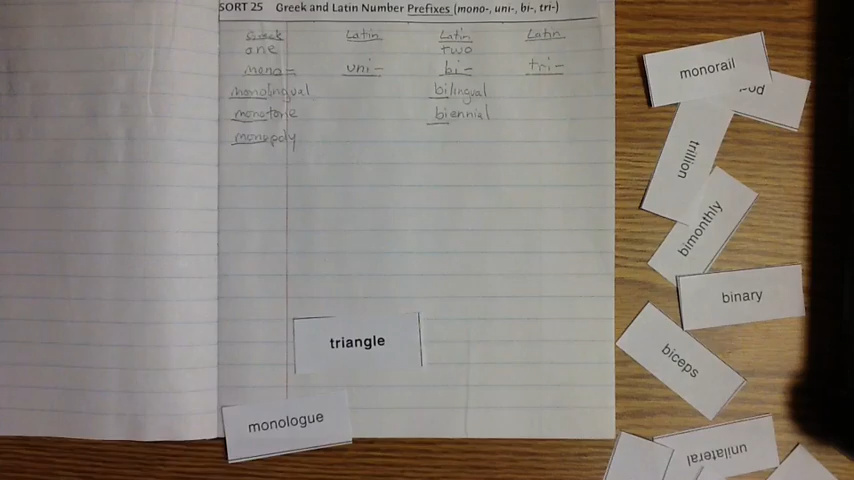 SORT 25 Greek and Latin Number Prefixes (mono-, uni-, bi-, tri-)
Greek Latin Latin Latin
one two
mono- uni- bi- tri-
monolingual bilingual
monotone biennial
monopoly
monorail
trillion
bimonthly
binary
triangle
biceps
monologue
unilateral